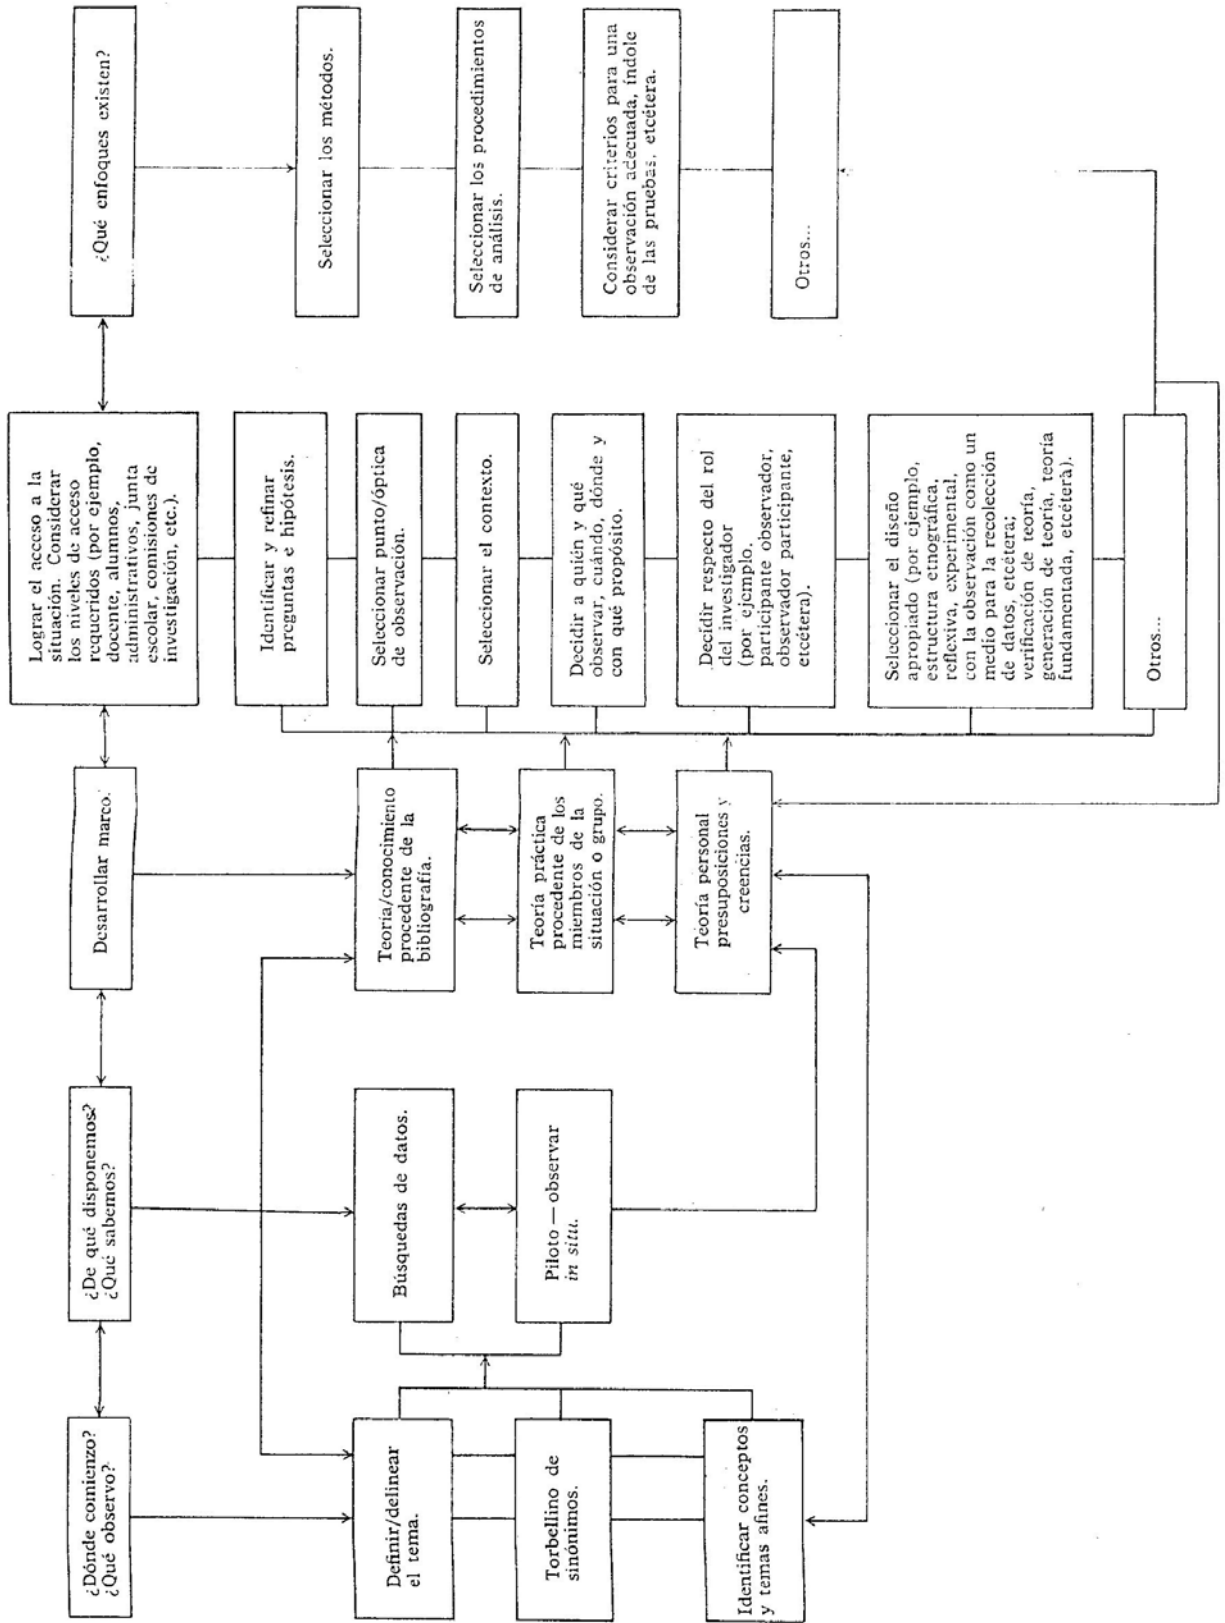 ¿Dónde comienzo?
¿Qué observo?
Definir/delinear
el tema.
Torbellino de
sinónimos.
Identificar conceptos
y temas afines.
¿De qué disponemos?
¿Qué sabemos?
Búsquedas de datos.
Piloto — observar
in situ.
Desarrollar marco.
Teoría/conocimiento
procedente de la
bibliografía.
Teoría práctica
procedente de los
miembros de la
situación o grupo.
Teoría personal
presuposiciones y
creencias.
Lograr el acceso a la
situación. Considerar
los niveles de acceso
requeridos (por ejemplo,
docente, alumnos,
administrativos, junta
escolar, comisiones de
investigación, etc.).
Identificar y refinar
preguntas e hipótesis.
Seleccionar punto/óptica
de observación.
Seleccionar el contexto.
Decidir a quién y qué
observar, cuándo, dónde y
con qué propósito.
Decidir respecto del rol
del investigador
(por ejemplo.
participante observador,
observador participante,
etcétera).
Seleccionar el diseño
apropiado (por ejemplo,
estructura etnográfica,
reflexiva, experimental,
con la observación como un
medio para la recolección
de datos, etcétera;
verificación de teoría,
generación de teoría, teoría
fundamentada, etcétera).
Otros...
¿Qué enfoques existen?
Seleccionar los métodos.
Seleccionar los procedimientos
de análisis.
Considerar criterios para una
observación adecuada, índole
de las pruebas, etcétera.
Otros...